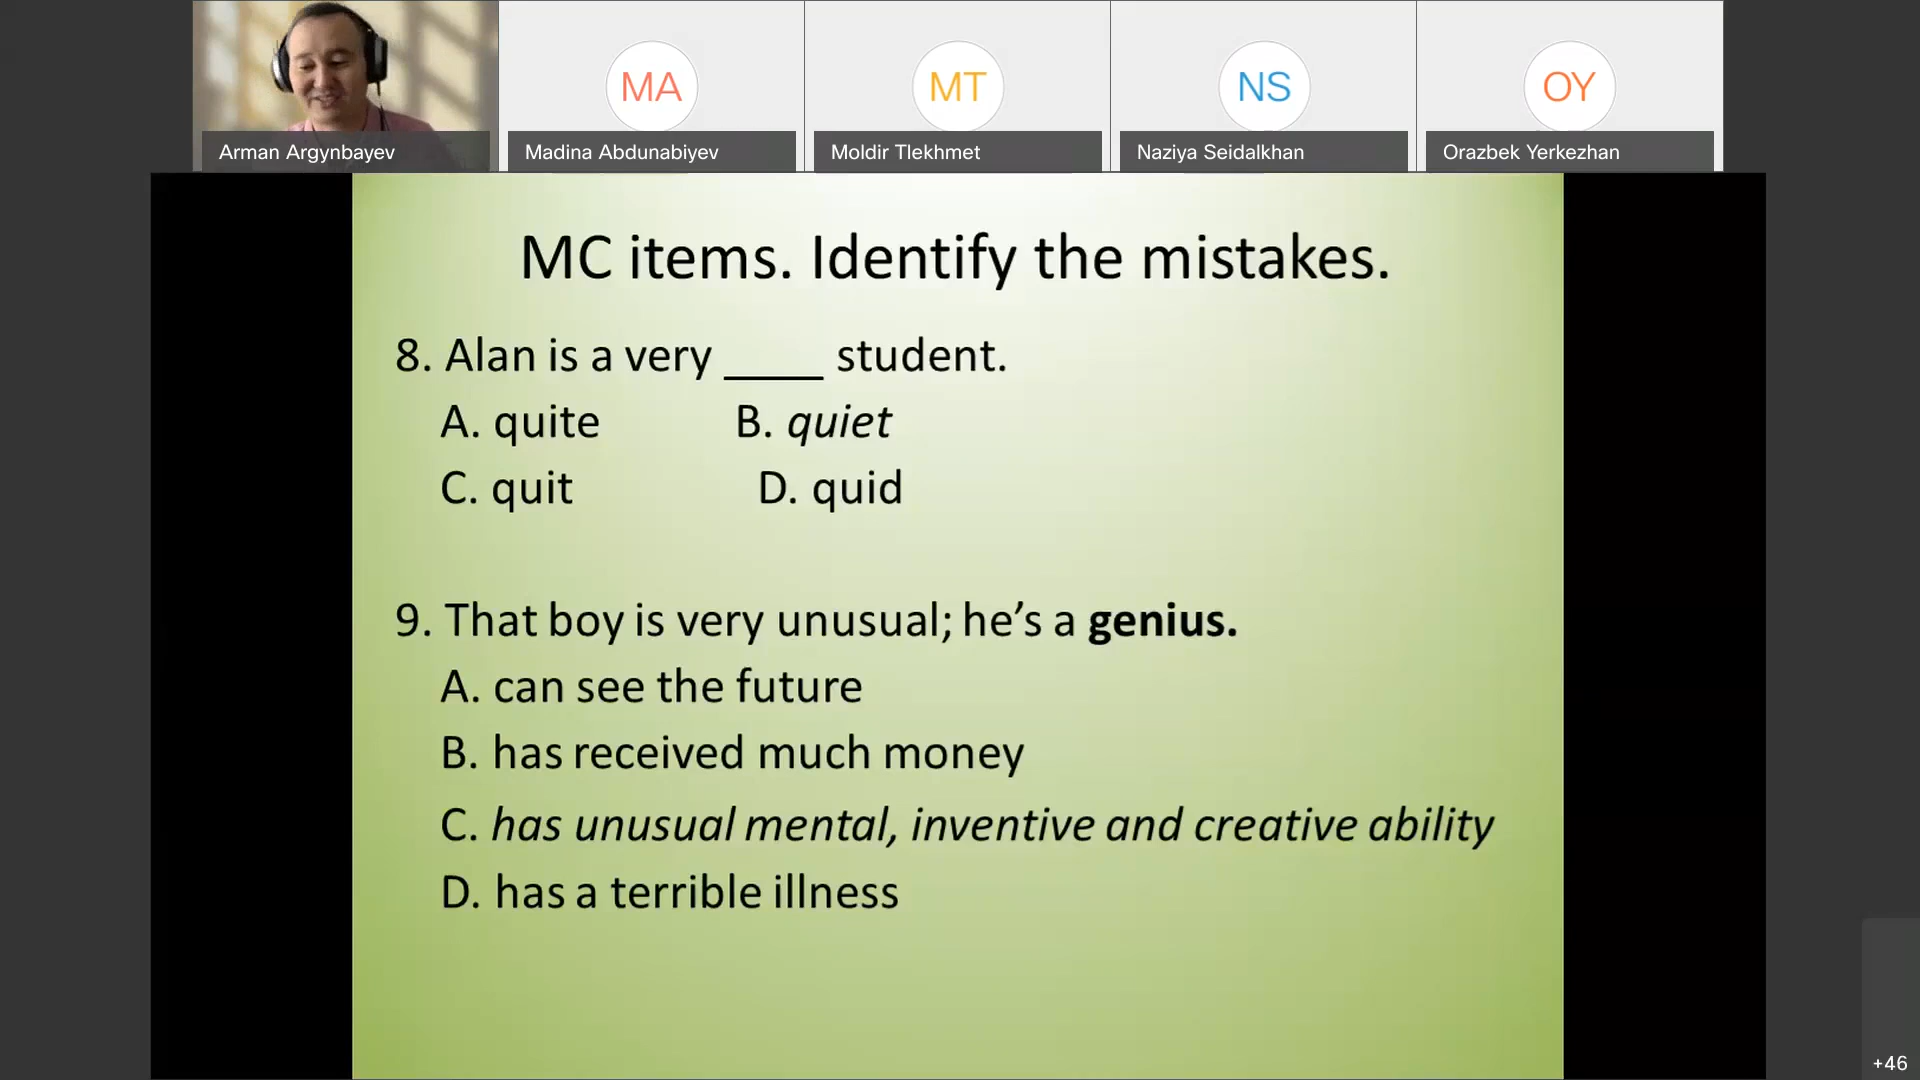 MA
MT
NS
OY
Arman Argynbayev
Madina Abdunabiyev
Moldir Tlekhmet
Naziya Seidalkhan
Orazbek Yerkezhan
MC items. Identify the mistakes.
8. Alan is a very ____ student.
A. quite B. quiet
C. quit D. quid
9. That boy is very unusual; he’s a genius.
A. can see the future
B. has received much money
C. has unusual mental, inventive and creative ability
D. has a terrible illness
+46